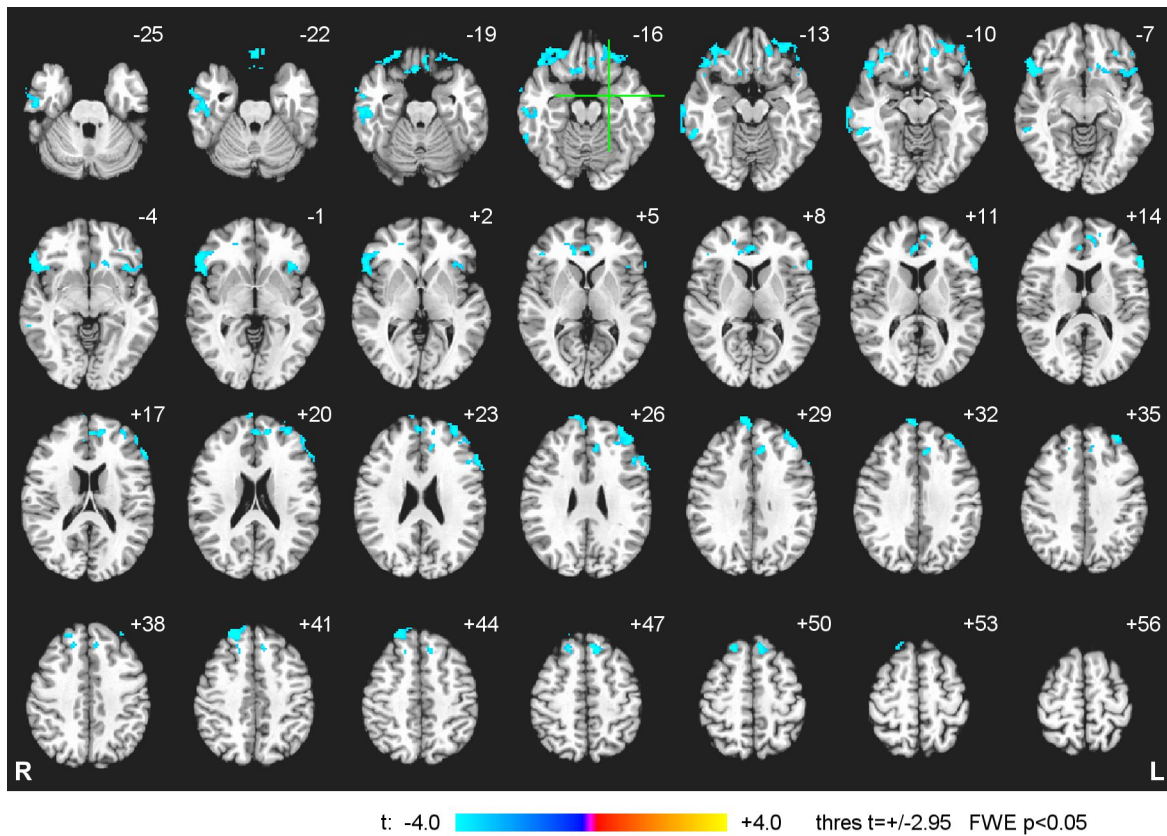 -25 -22 -19 -16 -13 -10 -7
-4 -1 +2 +5 +8 +11 +14
+17 +20 +23 +26 +29 +32 +35
+38 +41 +44 +47 +50 +53 +56
R L
t: -4.0 +4.0 thres t=+/-2.95 FWE p<0.05